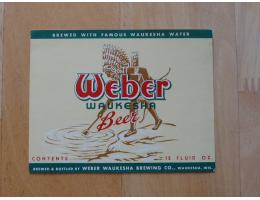 BREWED WITH FAMOUS WAUKESHA WATER
Weber
WAUKESHA
Beer
CONTENTS 12 FLUID OZ.
BREWED & BOTTLED BY WEBER WAUKESHA BREWING CO., WAUKESHA, WIS.